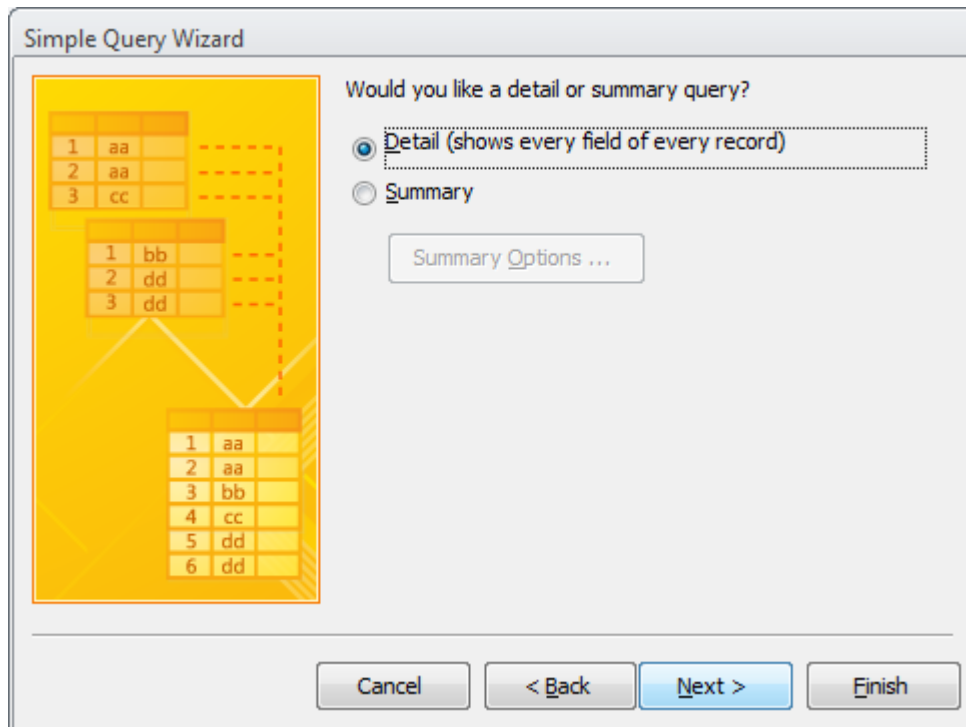 Simple Query Wizard
Would you like a detail or summary query?
Detail (shows every field of every record)
Summary
Summary Options ...
1 aa
2 aa
3 cc
1 bb
2 dd
3 dd
1 aa
2 aa
3 bb
4 cc
5 dd
6 dd
Cancel
< Back
Next >
Finish